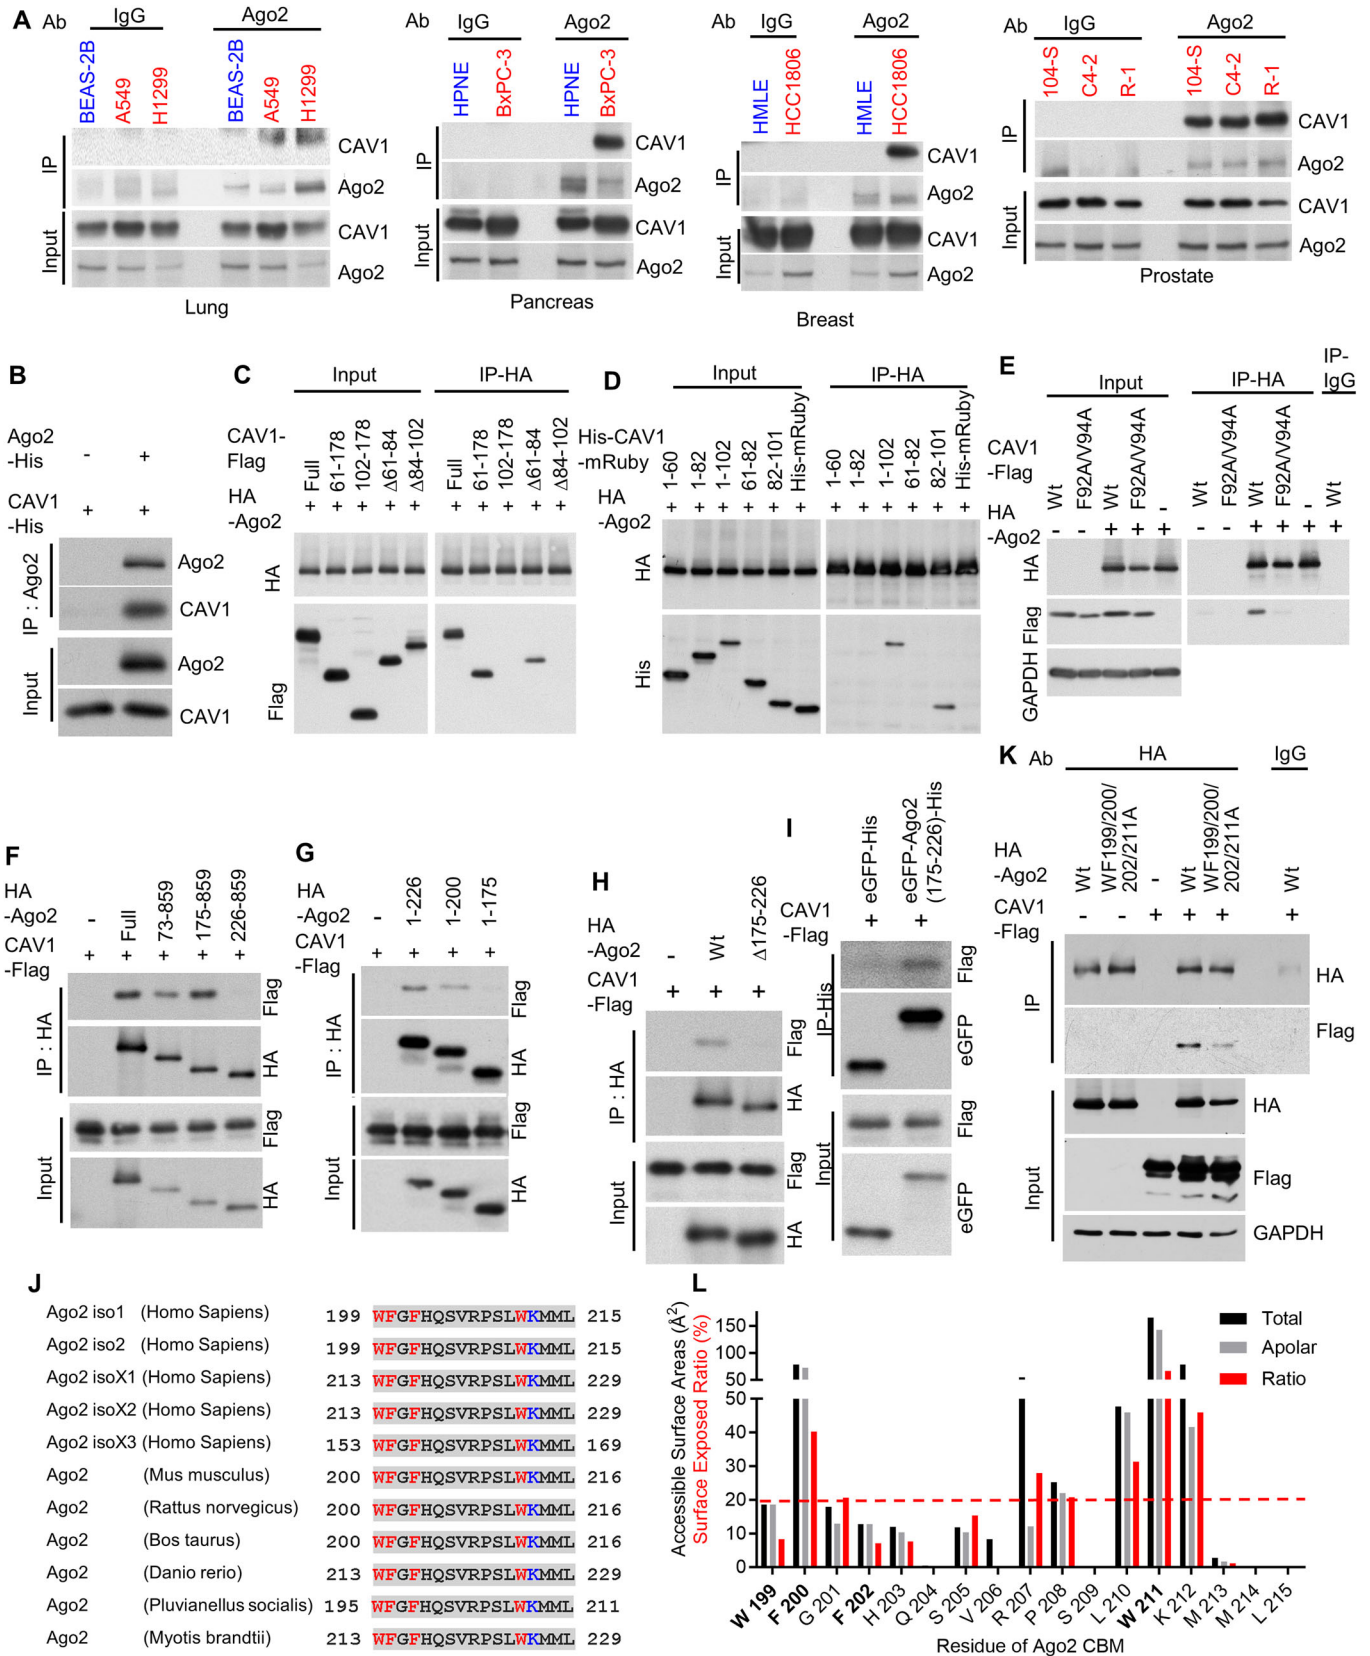 A
Ab IgG Ago2
BEAS-2B A549 H1299 BEAS-2B A549 H1299
IP CAV1
Ago2
Input CAV1
Ago2
Lung
Ab IgG Ago2
HPNE BxPC-3 HPNE BxPC-3
CAV1
Ago2
Input CAV1
Ago2
Pancreas
Ab IgG Ago2
HMLE HCC1806 HMLE HCC1806
IP CAV1
Ago2
Input CAV1
Ago2
Breast
Ab IgG Ago2
104-S C4-2 R-1 104-S C4-2 R-1
IP CAV1
Ago2
Input CAV1
Ago2
Prostate
B
Ago2
-His - +
CAV1
-His + +
IP : Ago2 Ago2
CAV1
Input Ago2
CAV1
C
Input IP-HA
CAV1-
Flag Full 61-178 102-178 Δ61-84 Δ84-102 Full 61-178 102-178 Δ61-84 Δ84-102
HA
-Ago2 + + + + + + + + + +
HA
Flag
D
Input IP-HA
His-CAV1
-mRuby 1-60 1-82 1-102 61-82 82-101 His-mRuby 1-60 1-82 1-102 61-82 82-101 His-mRuby
HA
-Ago2 + + + + + + + + + + + +
HA
His
E
Input IP-HA IP-
IgG
CAV1
-Flag Wt F92A/V94A Wt F92A/V94A - Wt F92A/V94A Wt F92A/V94A - Wt
HA
-Ago2 - - + + + - - + + + +
HA
Flag
GAPDH
F
HA
-Ago2 - Full 73-859 175-859 226-859
CAV1
-Flag + + + + +
IP : HA Flag
HA
Input Flag
HA
G
HA
-Ago2 - 1-226 1-200 1-175
CAV1
-Flag + + + +
IP : HA Flag
HA
Input Flag
HA
H
HA
-Ago2 - Wt Δ175-226
CAV1
-Flag + + +
IP : HA Flag
HA
Input Flag
HA
I
eGFP-His eGFP-Ago2
(175-226)-His
CAV1
-Flag + +
IP-His Flag
eGFP
Input Flag
eGFP
K
Ab HA IgG
HA
-Ago2 Wt WF199/200/
202/211A - Wt WF199/200/
202/211A Wt
CAV1
-Flag - - + + + +
IP HA
Flag
Input HA
Flag
GAPDH
J
Ago2 iso1 (Homo Sapiens) 199 WFGFHQSVRPSLWKMML 215
Ago2 iso2 (Homo Sapiens) 199 WFGFHQSVRPSLWKMML 215
Ago2 isoX1 (Homo Sapiens) 213 WFGFHQSVRPSLWKMML 229
Ago2 isoX2 (Homo Sapiens) 213 WFGFHQSVRPSLWKMML 229
Ago2 isoX3 (Homo Sapiens) 153 WFGFHQSVRPSLWKMML 169
Ago2 (Mus musculus) 200 WFGFHQSVRPSLWKMML 216
Ago2 (Rattus norvegicus) 200 WFGFHQSVRPSLWKMML 216
Ago2 (Bos taurus) 200 WFGFHQSVRPSLWKMML 216
Ago2 (Danio rerio) 213 WFGFHQSVRPSLWKMML 229
Ago2 (Pluvianellus socialis) 195 WFGFHQSVRPSLWKMML 211
Ago2 (Myotis brandtii) 213 WFGFHQSVRPSLWKMML 229
L
Accessible Surface Areas (Å2)
Surface Exposed Ratio (%)
150
100
50
50
40
30
20
10
0
Total
Apolar
Ratio
W 199 F 200 G 201 F 202 H 203 Q 204 S 205 V 206 R 207 P 208 S 209 L 210 W 211 K 212 M 213 M 214 L 215
Residue of Ago2 CBM